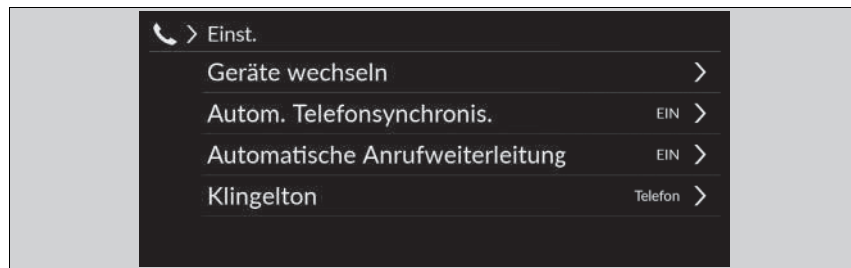 Einst.
Geräte wechseln
Autom. Telefonsynchronis. EIN
Automatische Anrufweiterleitung EIN
Klingelton Telefon